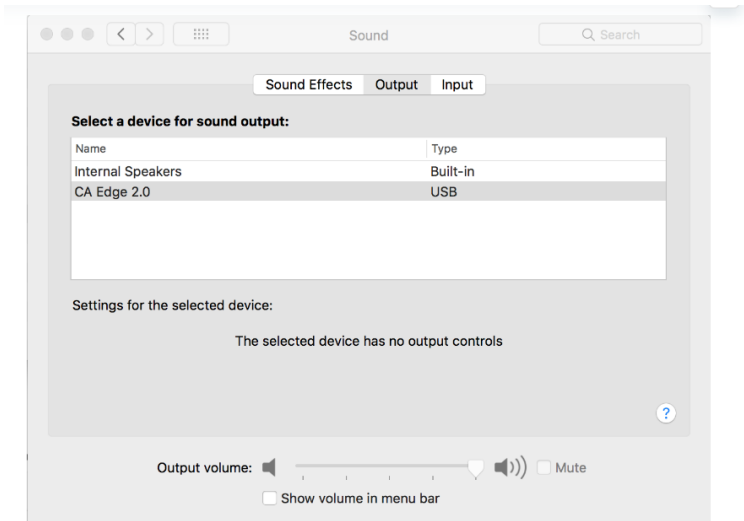 Sound
Search
Sound Effects Output Input
Select a device for sound output:
Name Type
Internal Speakers Built-in
CA Edge 2.0 USB
Settings for the selected device:
The selected device has no output controls
?
Output volume: Mute
Show volume in menu bar